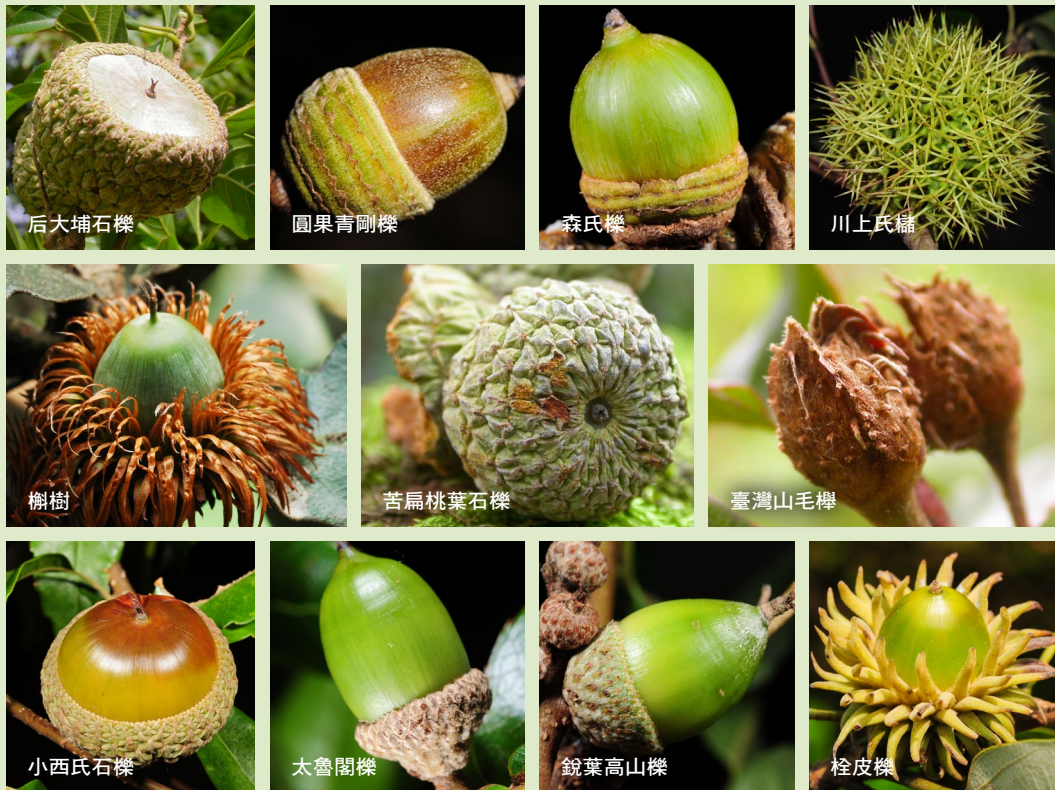 后大埔石櫟
圓果青剛櫟
森氏櫟
川上氏櫧
槲樹
苦扁桃葉石櫟
臺灣山毛櫸
小西氏石櫟
太魯閣櫟
銳葉高山櫟
栓皮櫟